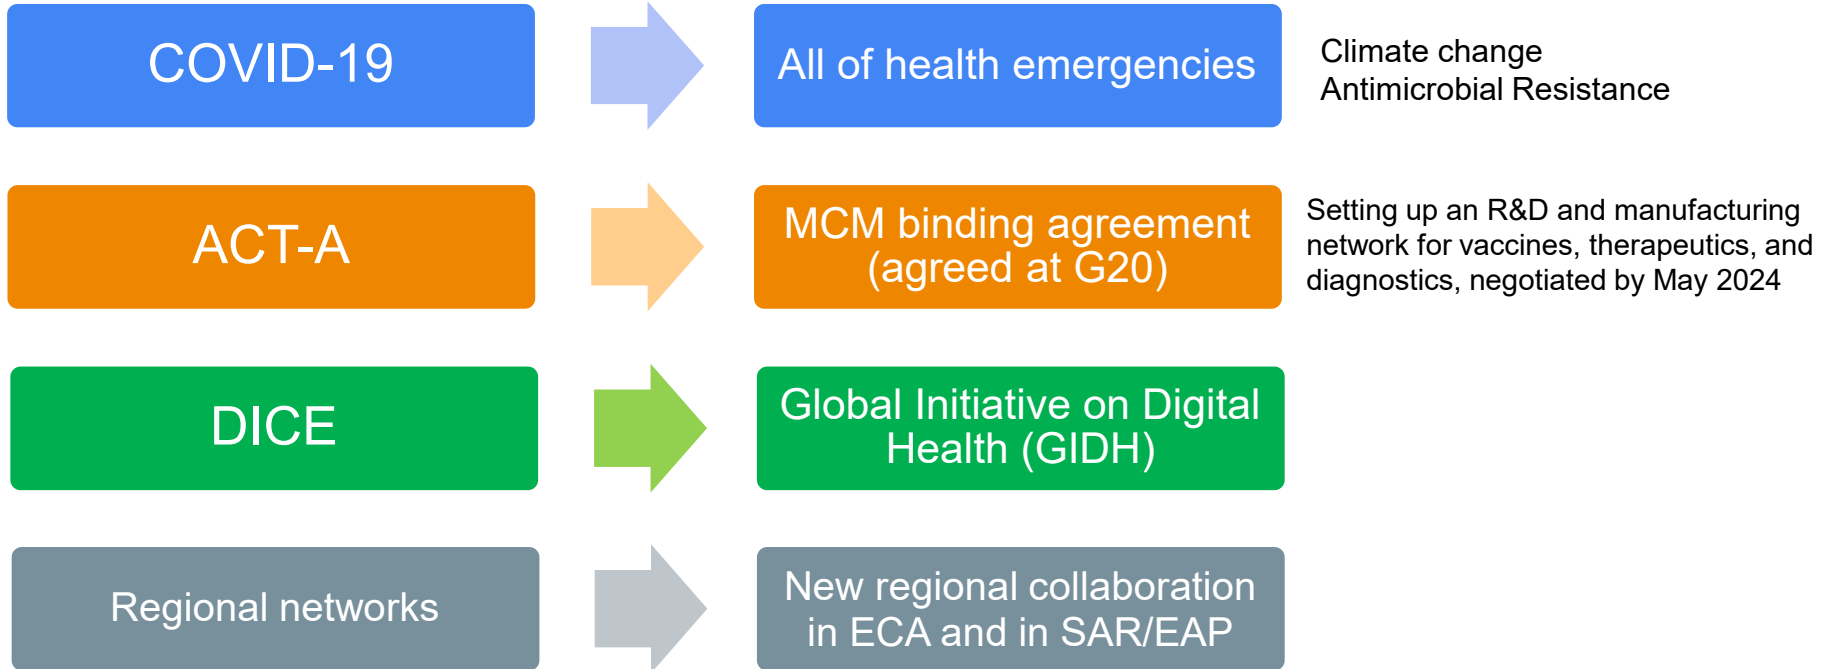 COVID-19
All of health emergencies
Climate change
Antimicrobial Resistance
ACT-A
MCM binding agreement
(agreed at G20)
Setting up an R&D and manufacturing
network for vaccines, therapeutics, and
diagnostics, negotiated by May 2024
DICE
Global Initiative on Digital
Health (GIDH)
Regional networks
New regional collaboration
in ECA and in SAR/EAP